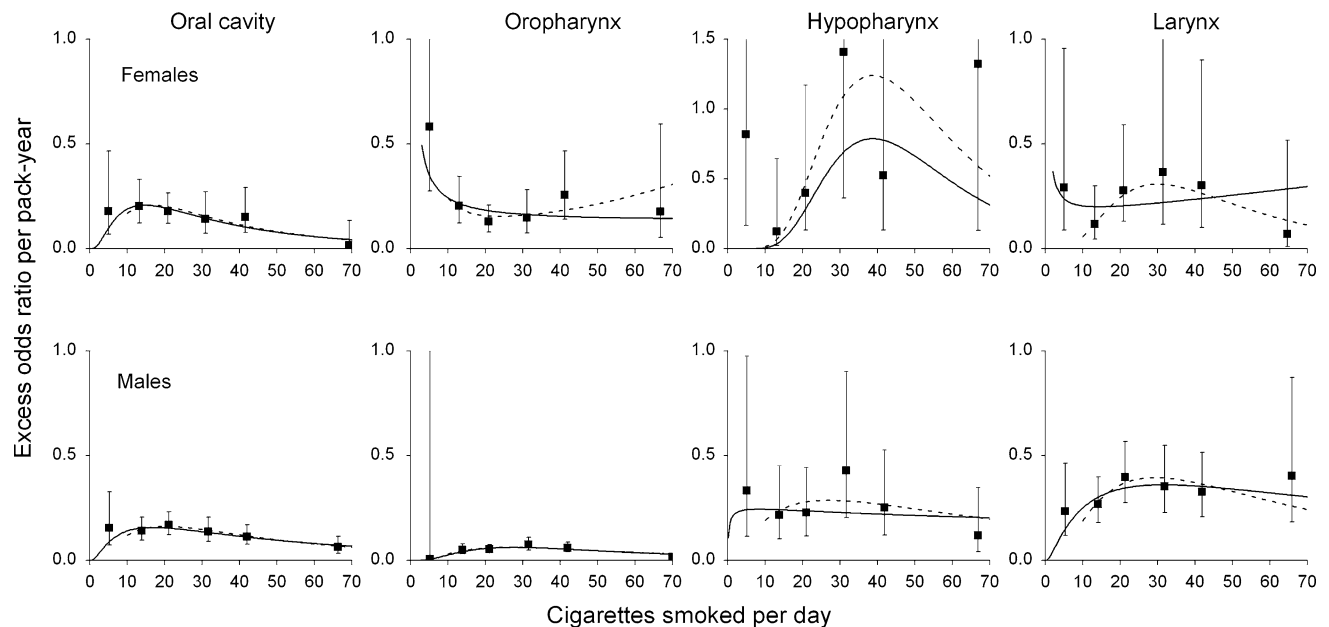 Oral cavity Oropharynx Hypopharynx Larynx
1.0 1.0 1.5 1.0
Females
1.0
0.5 0.5 0.5
0.5
0.0 0.0 0.0 0.0
0 10 20 30 40 50 60 70 0 10 20 30 40 50 60 70 0 10 20 30 40 50 60 70 0 10 20 30 40 50 60 70
Excess odds ratio per pack-year
1.0 1.0 1.0 1.0
Males
0.5 0.5 0.5 0.5
0.0 0.0 0.0 0.0
0 10 20 30 40 50 60 70 0 10 20 30 40 50 60 70 0 10 20 30 40 50 60 70 0 10 20 30 40 50 60 70
Cigarettes smoked per day